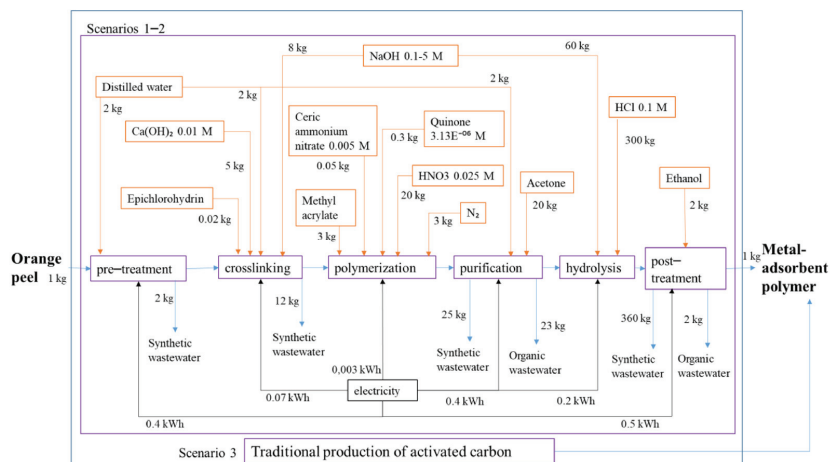 Scenarios 1−2
8 kg
NaOH 0.1-5 M
60 kg
Distilled water
2 kg
2 kg
2 kg
Ca(OH)₂ 0.01 M
5 kg
Ceric
ammonium
nitrate 0.005 M
0.05 kg
0.3 kg
Quinone
3.13E⁻⁰⁶ M
HCI 0.1 M
300 kg
Epichlorohydrin
0.02 kg
Methyl
acrylate
3 kg
HNO3 0.025 M
20 kg
N₂
3 kg
Acetone
20 kg
Ethanol
2 kg
Orange
peel
1 kg
pre−treatment
crosslinking
polymerization
purification
hydrolysis
post−
treatment
1 kg
Metal-
adsorbent
polymer
2 kg
Synthetic
wastewater
12 kg
Synthetic
wastewater
25 kg
Synthetic
wastewater
23 kg
Organic
wastewater
360 kg
Synthetic
wastewater
2 kg
Organic
wastewater
0,003 kWh
electricity
0.07 kWh
0.4 kWh
0.2 kWh
0.4 kWh
0.5 kWh
Scenario 3
Traditional production of activated carbon